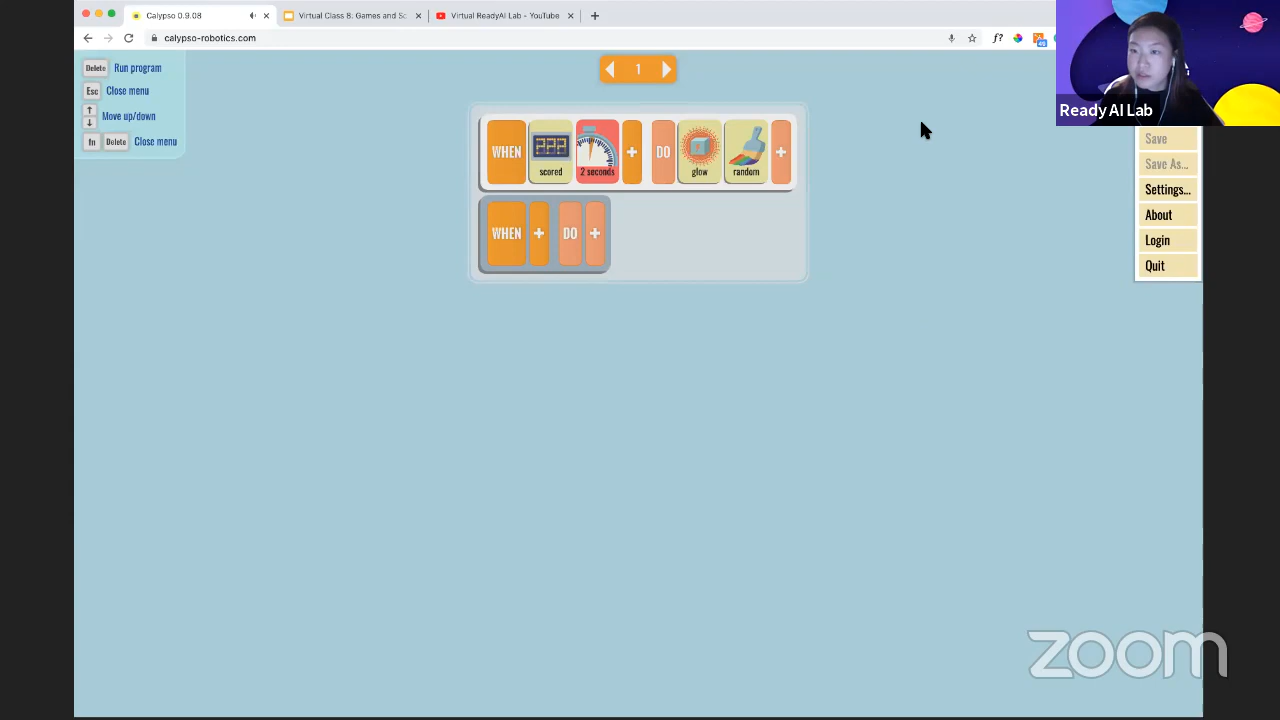 Calypso 0.9.08
Virtual Class 8: Games and Sc
Virtual ReadyAI Lab - YouTube
calypso-robotics.com
f?
Delete Run program
Esc Close menu
Move up/down
fn Delete Close menu
1
WHEN scored 2 seconds + DO glow random +
WHEN + DO +
Ready AI Lab
Save
Save As...
Settings...
About
Login
Quit
zoom